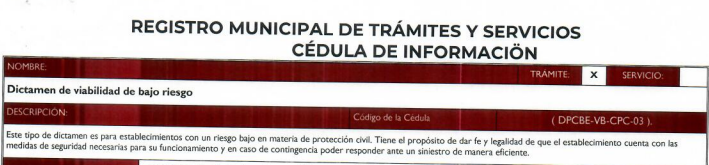 REGISTRO MUNICIPAL DE TRÁMITES Y SERVICIOS
CÉDULA DE INFORMACIÖN
NOMBRE: TRÁMITE: X SERVICIO:
Dictamen de viabilidad de bajo riesgo
DESCRIPCIÓN: Código de la Cédula ( DPCBE-VB-CPC-03 ).
Este tipo de dictamen es para establecimientos con un riesgo bajo en materia de protección civil. Tiene el propósito de dar fe y legalidad de que el establecimiento cuenta con las
medidas de seguridad necesarias para su funcionamiento y en caso de contingencia poder responder ante un siniestro de manera eficiente.